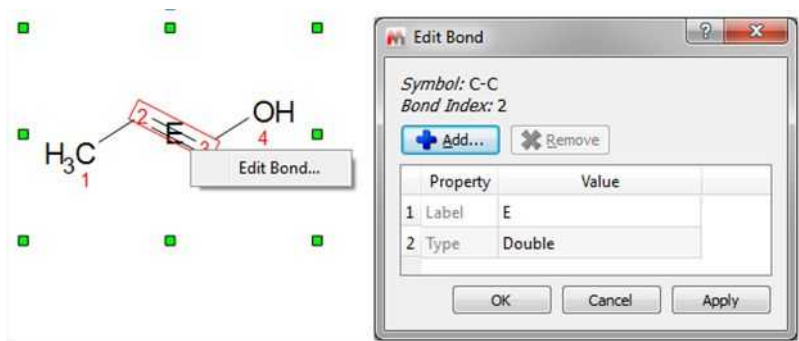 2
E
3
OH
4
H3C
1
Edit Bond...
Edit Bond
?
Symbol: C-C
Bond Index: 2
Add... Remove
Property Value
1 Label E
2 Type Double
OK Cancel Apply